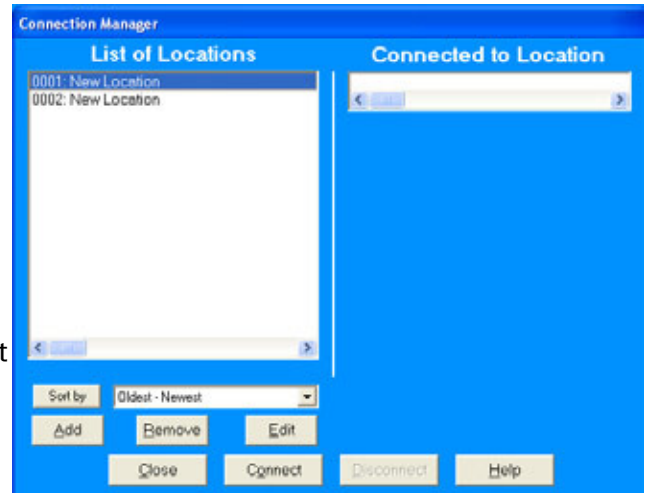 Connection Manager
List of Locations
Connected to Location
0001: New Location
0002: New Location
t
Sort by
Oldest - Newest
Add
Remove
Edit
Close
Connect
Disconnect
Help